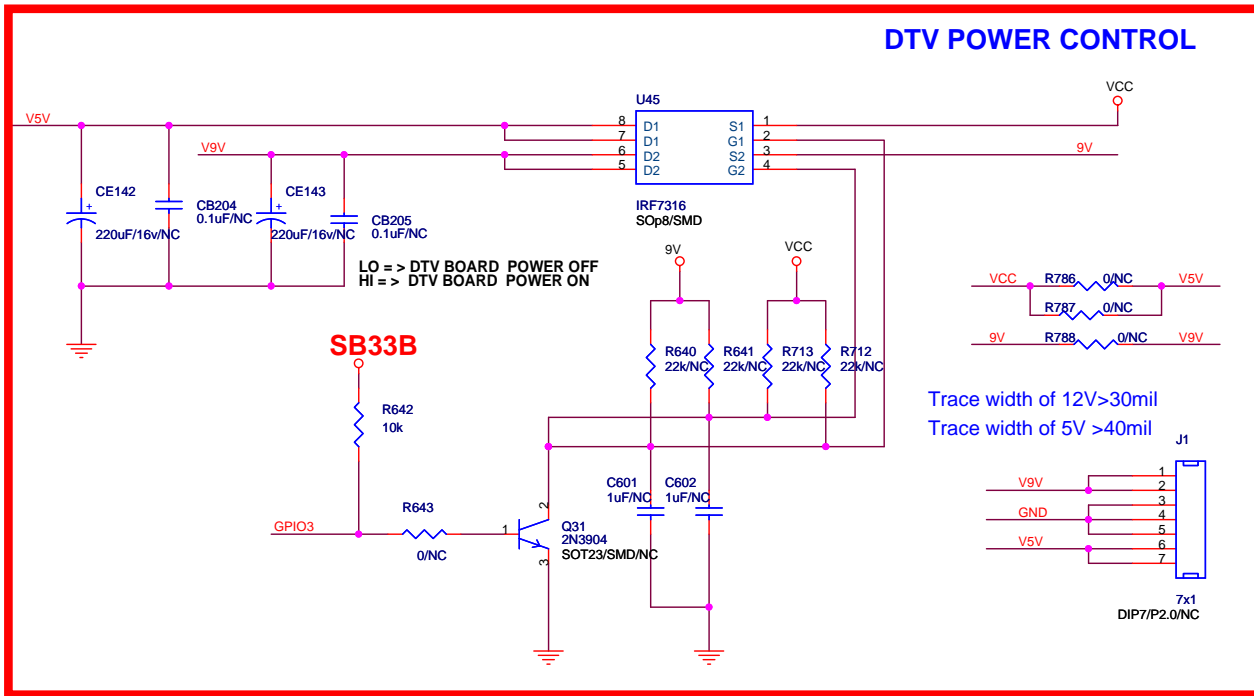 DTV POWER CONTROL
VCC
U45
V5V
8 D1 S1 1
7 D1 G1 2
V9V
6 D2 S2 3
9V
5 D2 G2 4
IRF7316
SOp8/SMD
CE142
220uF/16v/NC
CB204
0.1uF/NC
CE143
220uF/16v/NC
CB205
0.1uF/NC
LO = > DTV BOARD POWER OFF
HI = > DTV BOARD POWER ON
9V
VCC
VCC R786 0/NC V5V
R787 0/NC
9V R788 0/NC V9V
SB33B
R640
22k/NC
R641
22k/NC
R713
22k/NC
R712
22k/NC
R642
10k
Trace width of 12V>30mil
Trace width of 5V >40mil
J1
V9V
GND
V5V
1
2
3
4
5
6
7
7x1
DIP7/P2.0/NC
C601
1uF/NC
C602
1uF/NC
GPIO3
R643
0/NC
1
2
3
Q31
2N3904
SOT23/SMD/NC